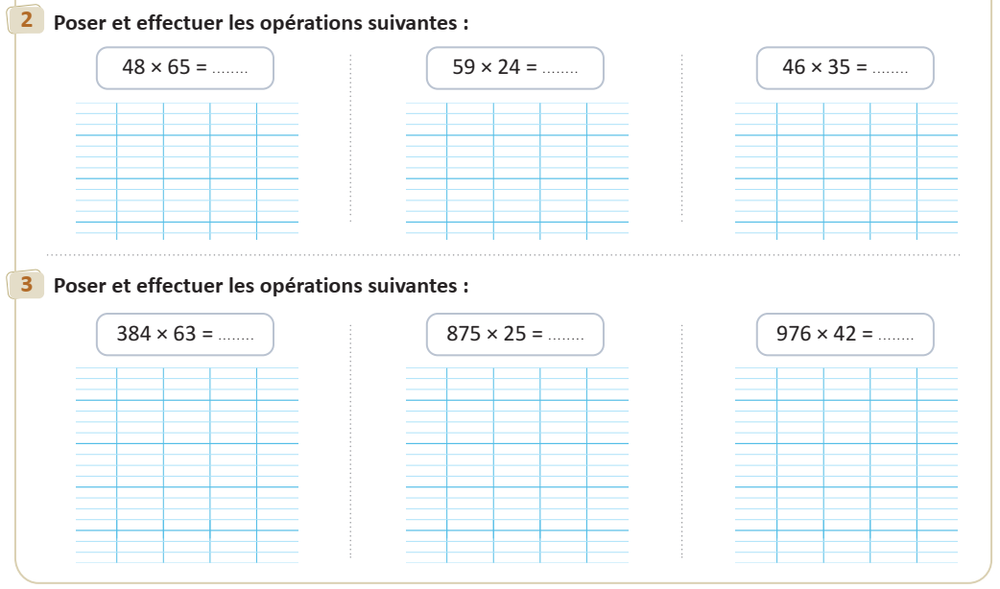 2 Poser et effectuer les opérations suivantes :
48 × 65 = ........ 59 × 24 = ........ 46 × 35 = ........
3 Poser et effectuer les opérations suivantes :
384 × 63 = ........ 875 × 25 = ........ 976 × 42 = ........